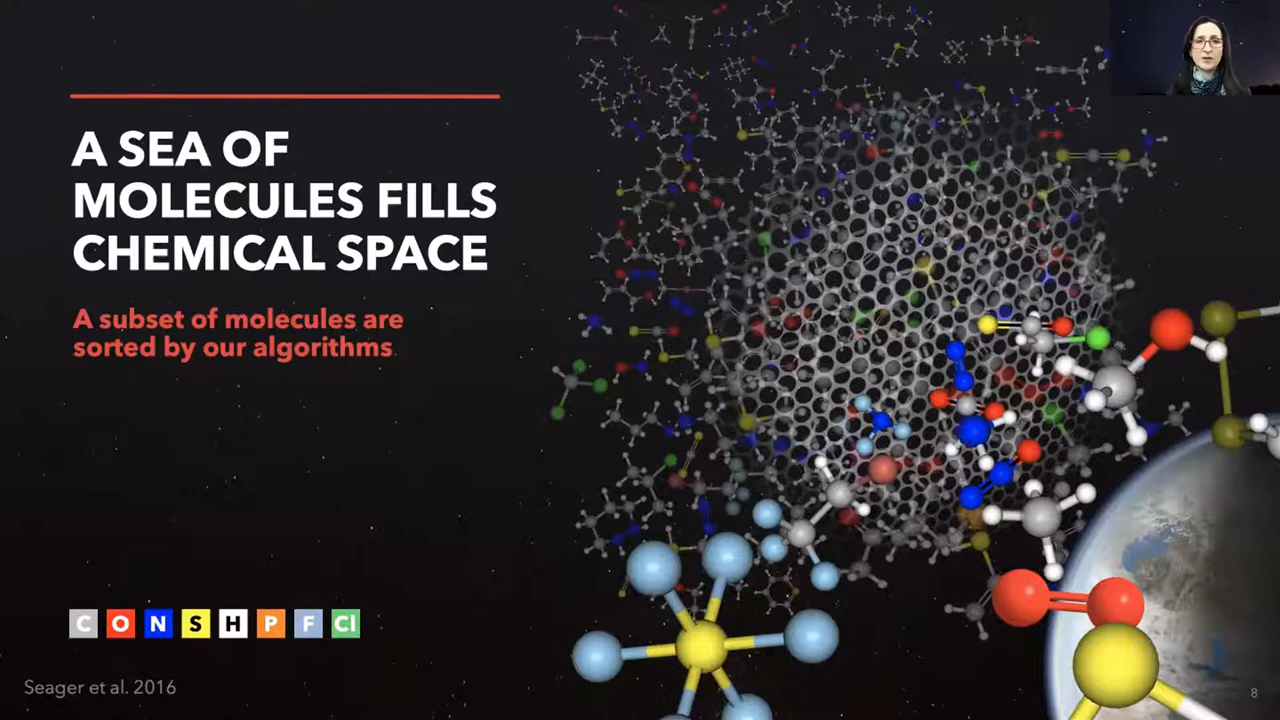 A SEA OF
MOLECULES FILLS
CHEMICAL SPACE
A subset of molecules are
sorted by our algorithms.
C O N S H P F Cl
Seager et al. 2016
8